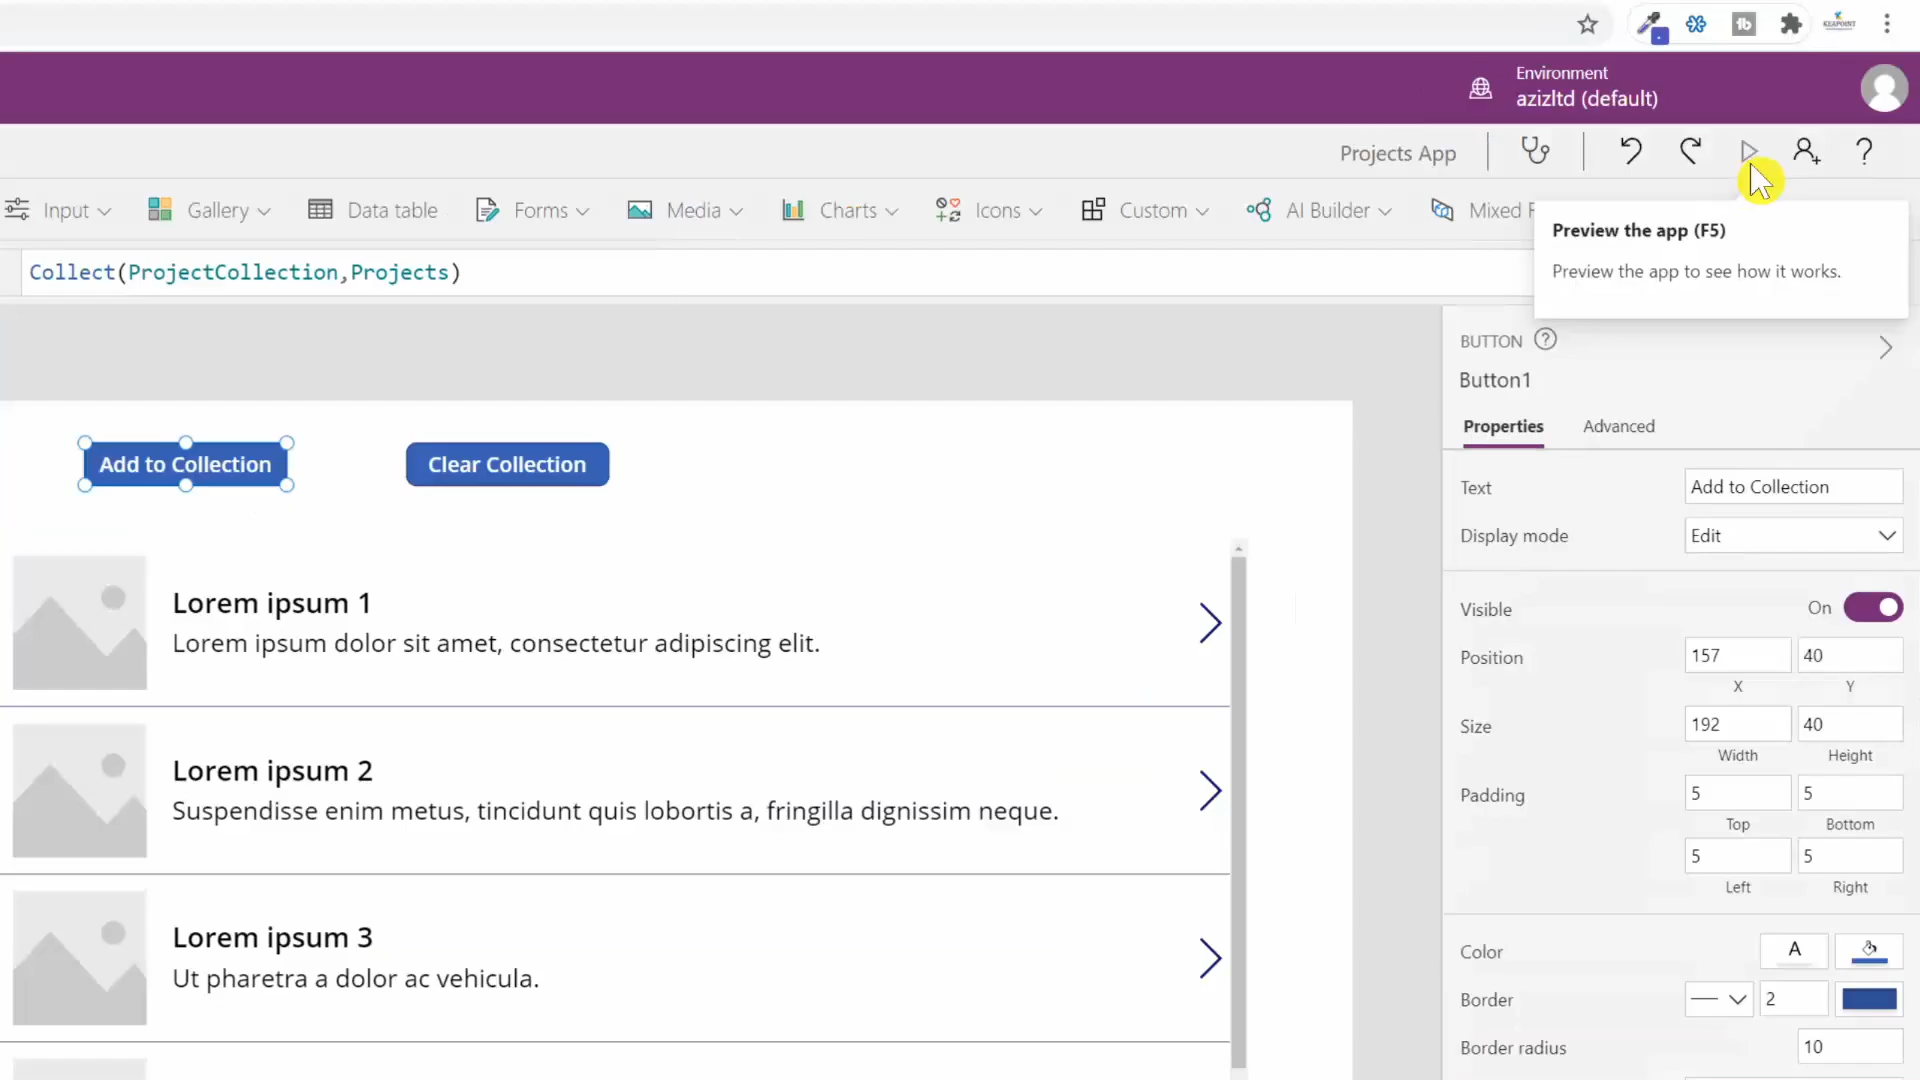 KEAPOINT
Environment
azizltd (default)
Projects App
Input
Gallery
Data table
Forms
Media
Charts
Icons
Custom
AI Builder
Mixed
Preview the app (F5)
Preview the app to see how it works.
Collect(ProjectCollection,Projects)
BUTTON
Button1
Properties
Advanced
Add to Collection
Clear Collection
Text
Add to Collection
Display mode
Edit
Visible
On
Position
157
40
X
Y
Size
192
40
Width
Height
Padding
5
5
Top
Bottom
5
5
Left
Right
Color
A
Border
2
Border radius
10
Lorem ipsum 1
Lorem ipsum dolor sit amet, consectetur adipiscing elit.
Lorem ipsum 2
Suspendisse enim metus, tincidunt quis lobortis a, fringilla dignissim neque.
Lorem ipsum 3
Ut pharetra a dolor ac vehicula.